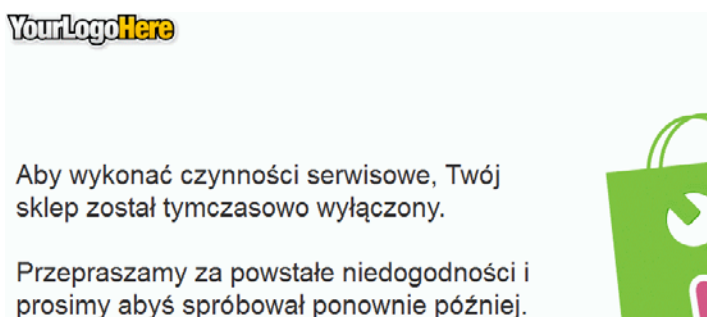 YourLogoHere
Aby wykonać czynności serwisowe, Twój
sklep został tymczasowo wyłączony.
Przepraszamy za powstałe niedogodności i
prosimy abyś spróbował ponownie później.